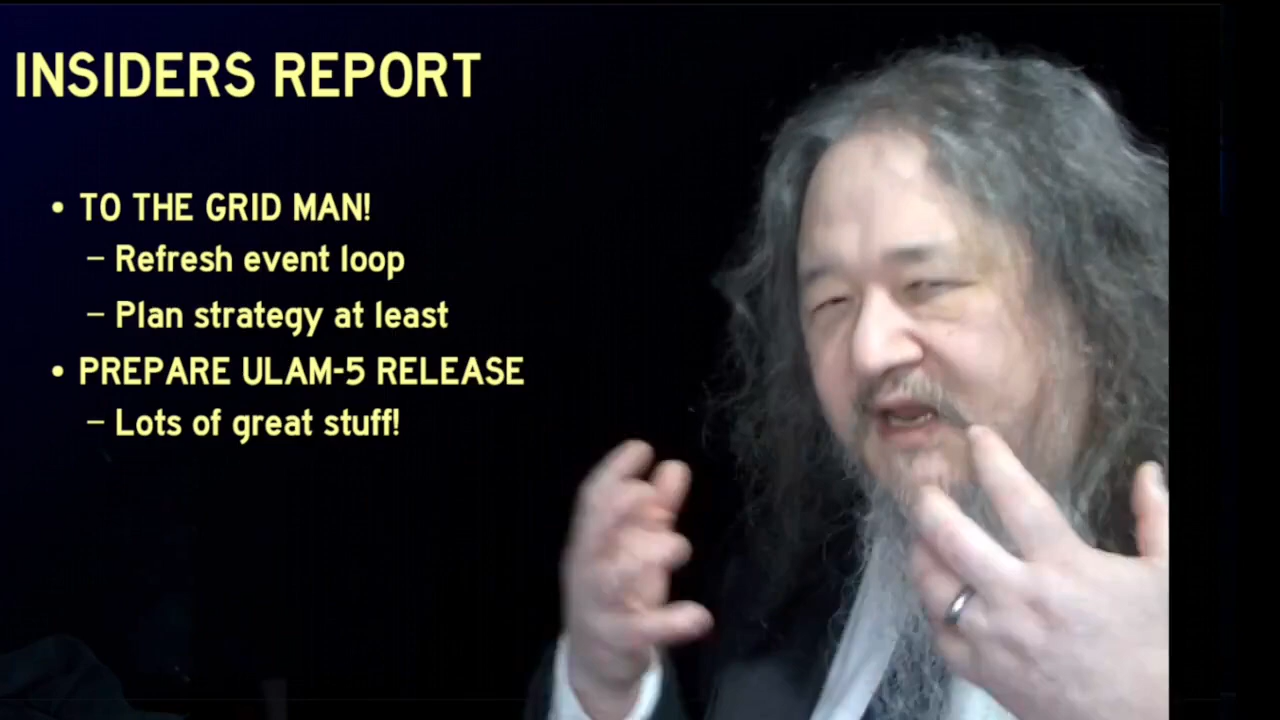 INSIDERS REPORT
• TO THE GRID MAN!
– Refresh event loop
– Plan strategy at least
• PREPARE ULAM-5 RELEASE
– Lots of great stuff!